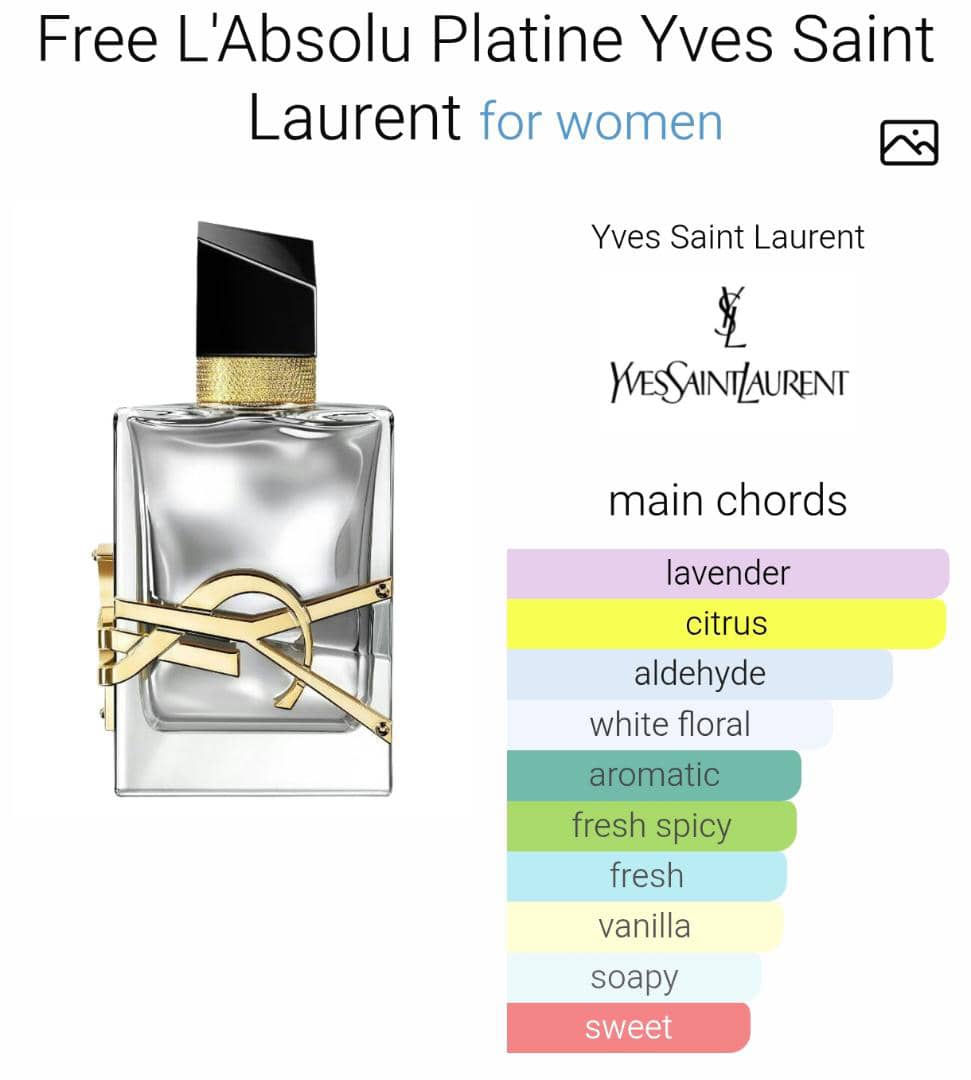 Free L'Absolu Platine Yves Saint
Laurent for women
Yves Saint Laurent
YSL
YVESSAINTLAURENT
main chords
lavender
citrus
aldehyde
white floral
aromatic
fresh spicy
fresh
vanilla
soapy
sweet